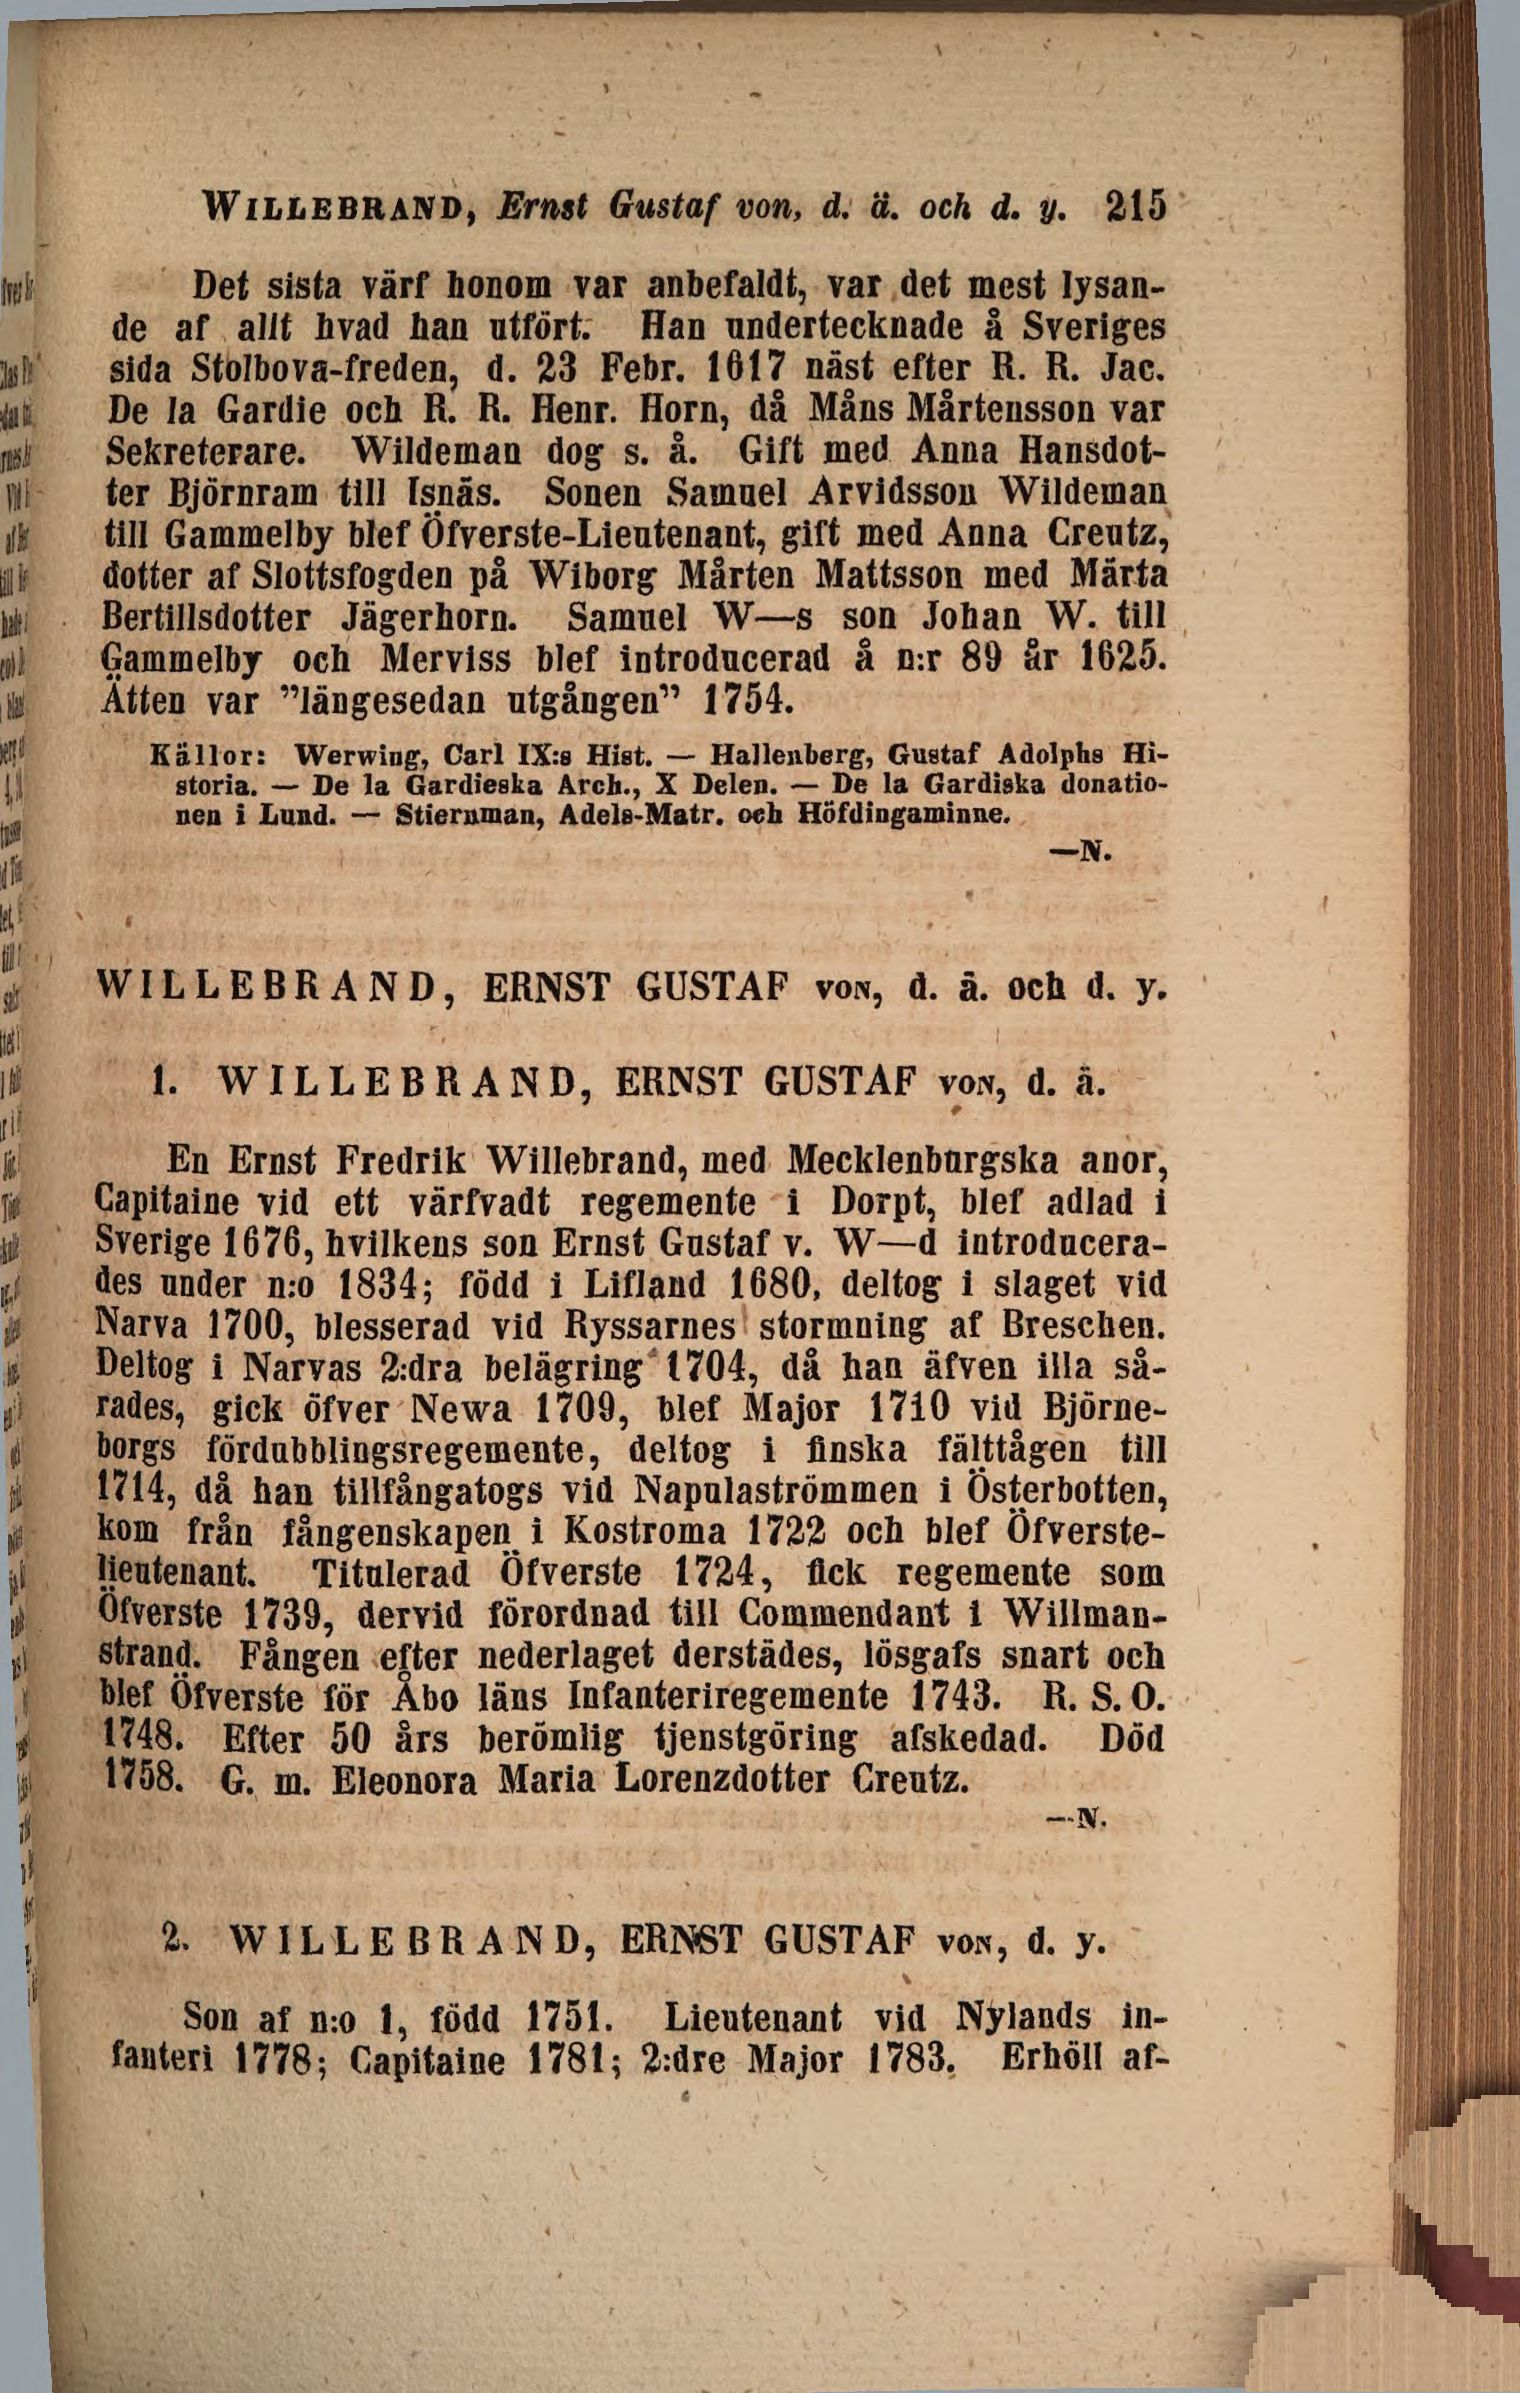 WILLEBRAND, Ernst Gustaf von, d. ä. och d. y. 215
Det sista värf honom var anbefaldt, var det mest lysan-
de af allt hvad han utfört. Han undertecknade å Sveriges
sida Stolbova-freden, d. 23 Febr. 1617 näst efter R. R. Jac.
De la Gardie och R. R. Henr. Horn, då Måns Mårtensson var
Sekreterare. Wildeman dog s. å. Gift med Anna Hansdot-
ter Björnram till Isnäs. Sonen Samuel Arvidsson Wildeman
till Gammelby blef Öfverste-Lieutenant, gift med Anna Creutz,
dotter af Slottsfogden på Wiborg Mårten Mattsson med Märta
Bertillsdotter Jägerhorn. Samuel W—s son Johan W. till
Gammelby och Merviss blef introducerad å n:r 89 år 1625.
Ätten var ”längesedan utgången” 1754.
Källor: Werwing, Carl IX:s Hist. — Hallenberg, Gustaf Adolphs Hi-
storia. — De la Gardieska Arch., X Delen. — De la Gardiska donatio-
nen i Lund. — Stiernman, Adels-Matr. och Höfdingaminne.
—N.
WILLEBRAND, ERNST GUSTAF VON, d. ä. och d. y.
1. WILLEBRAND, ERNST GUSTAF VON, d. ä.
En Ernst Fredrik Willebrand, med Mecklenburgska anor,
Capitaine vid ett värfvadt regemente i Dorpt, blef adlad i
Sverige 1676, hvilkens son Ernst Gustaf v. W—d introducera-
des under n:o 1834; född i Lifland 1680, deltog i slaget vid
Narva 1700, blesserad vid Ryssarnes stormning af Breschen.
Deltog i Narvas 2:dra belägring 1704, då han äfven illa så-
rades, gick öfver Newa 1709, blef Major 1710 vid Björne-
borgs fördubblingsregemente, deltog i finska fälttågen till
1714, då han tillfångatogs vid Napulaströmmen i Österbotten,
kom från fångenskapen i Kostroma 1722 och blef Öfverste-
lieutenant. Titulerad Öfverste 1724, fick regemente som
Öfverste 1739, dervid förordnad till Commendant i Willman-
strand. Fången efter nederlaget derstädes, lösgafs snart och
blef Öfverste för Åbo läns Infanteriregemente 1743. R. S. O.
1748. Efter 50 års berömlig tjenstgöring afskedad. Död
1758. G. m. Eleonora Maria Lorenzdotter Creutz.
—N.
2. WILLEBRAND, ERNST GUSTAF VON, d. y.
Son af n:o 1, född 1751. Lieutenant vid Nylands in-
fanteri 1778; Capitaine 1781; 2:dre Major 1783. Erhöll af-